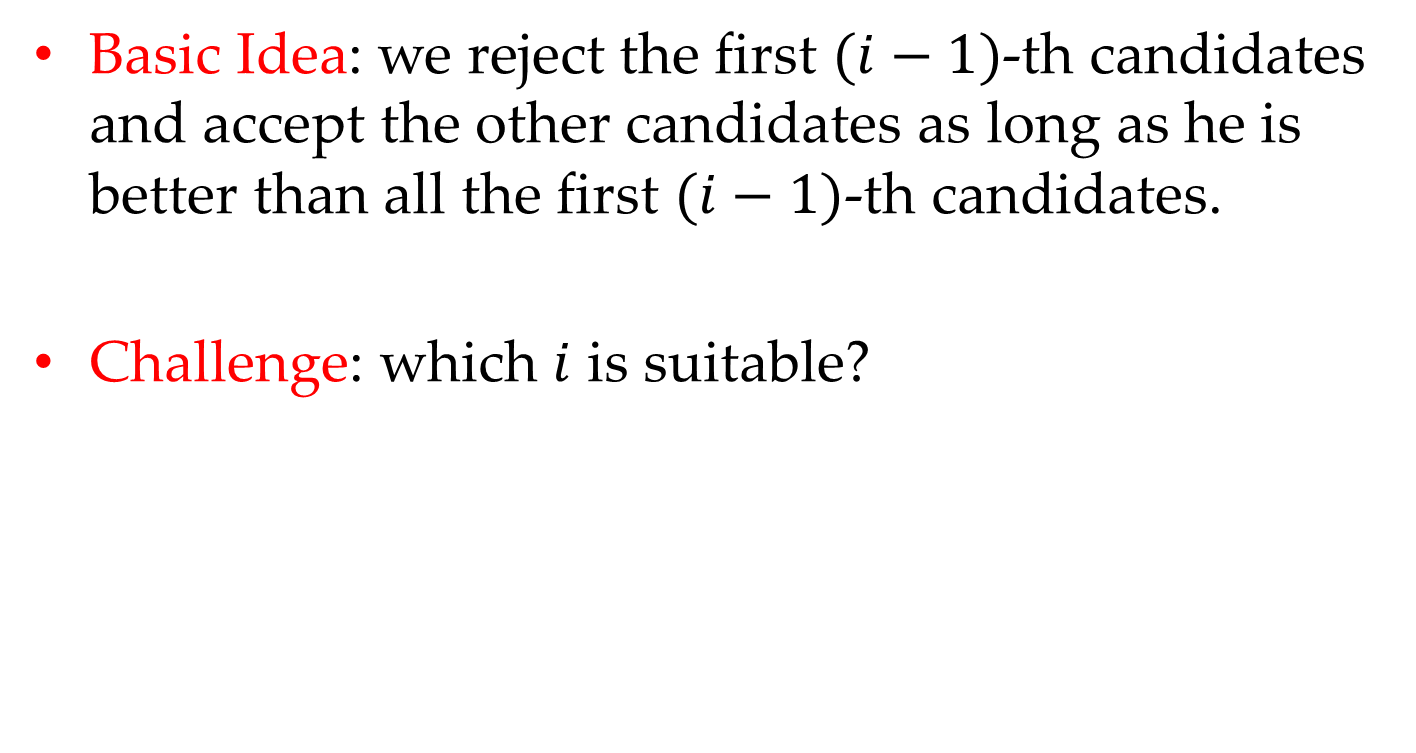 • Basic Idea: we reject the first (i − 1)-th candidates
and accept the other candidates as long as he is
better than all the first (i − 1)-th candidates.
• Challenge: which i is suitable?